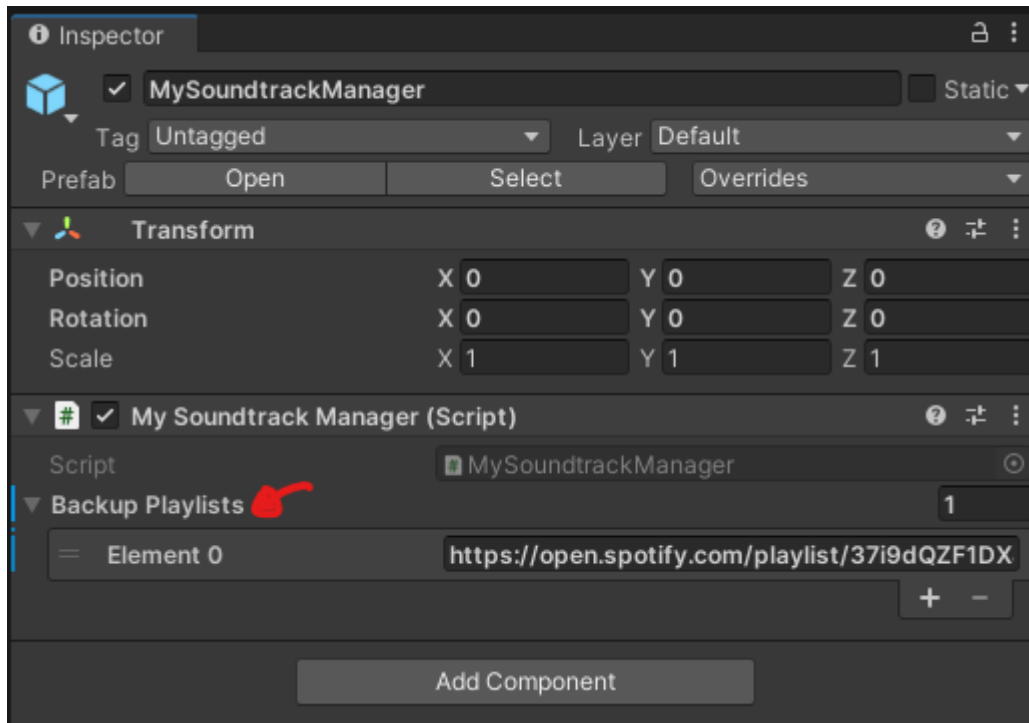 Inspector
MySoundtrackManager Static
Tag Untagged Layer Default
Prefab Open Select Overrides
Transform
Position X 0 Y 0 Z 0
Rotation X 0 Y 0 Z 0
Scale X 1 Y 1 Z 1
# My Soundtrack Manager (Script)
Script # MySoundtrackManager
Backup Playlists 1
Element 0 https://open.spotify.com/playlist/37i9dQZF1DX
+ -
Add Component